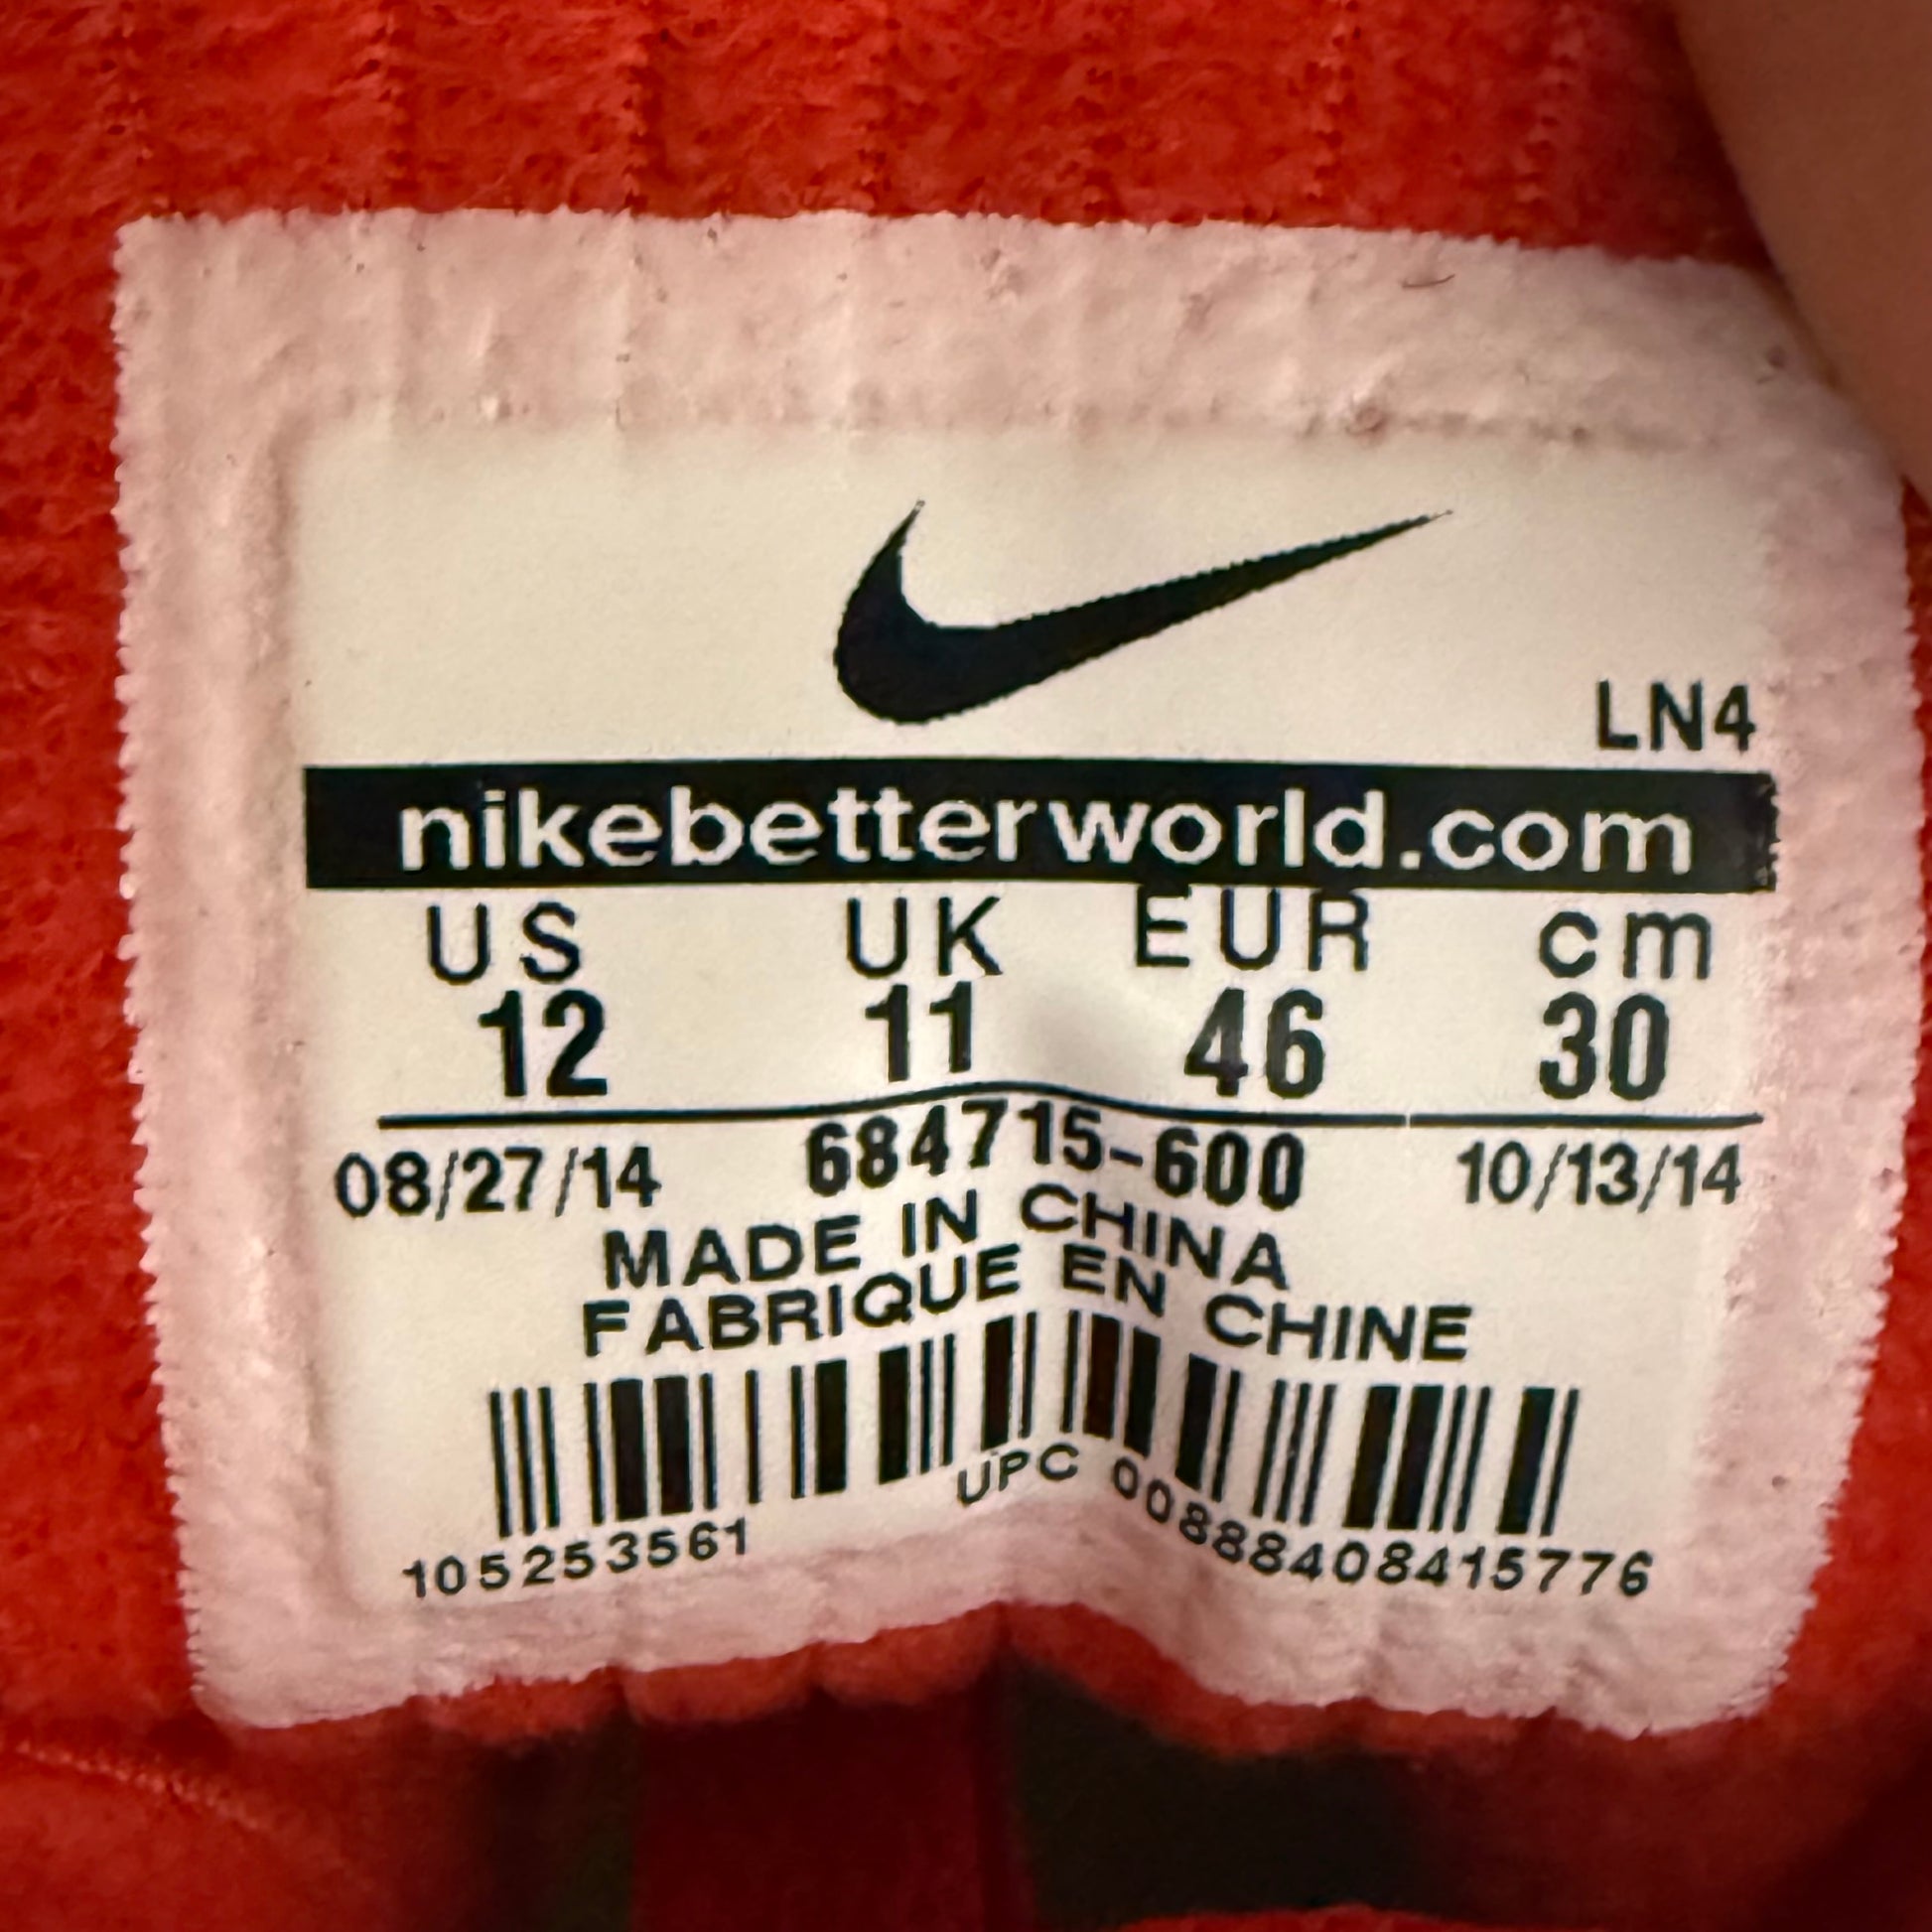 LN4
nikebetterworld.com
US UK EUR cm
12 11 46 30
08/27/14 684715-600 10/13/14
MADE IN CHINA
FABRIQUE EN CHINE
105253561 UPC 00888408415776